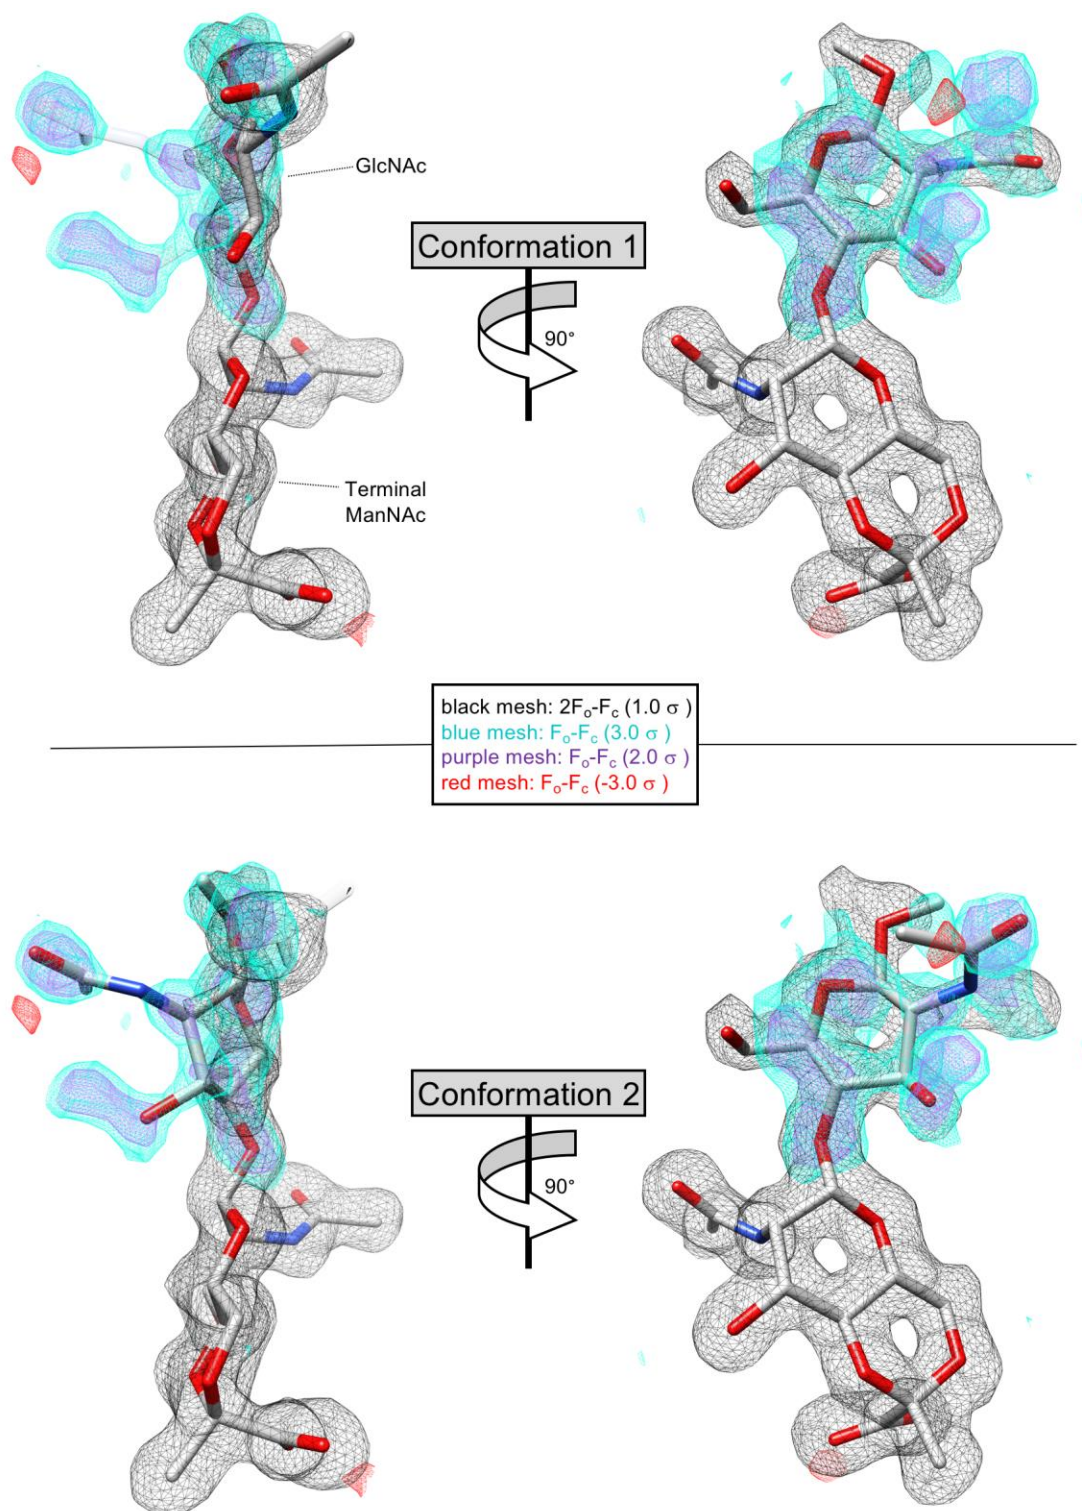 GlcNAc
Conformation 1
90°
Terminal
ManNAc
black mesh: 2Fo-Fc (1.0 σ )
blue mesh: Fo-Fc (3.0 σ )
purple mesh: Fo-Fc (2.0 σ )
red mesh: Fo-Fc (-3.0 σ )
Conformation 2
90°